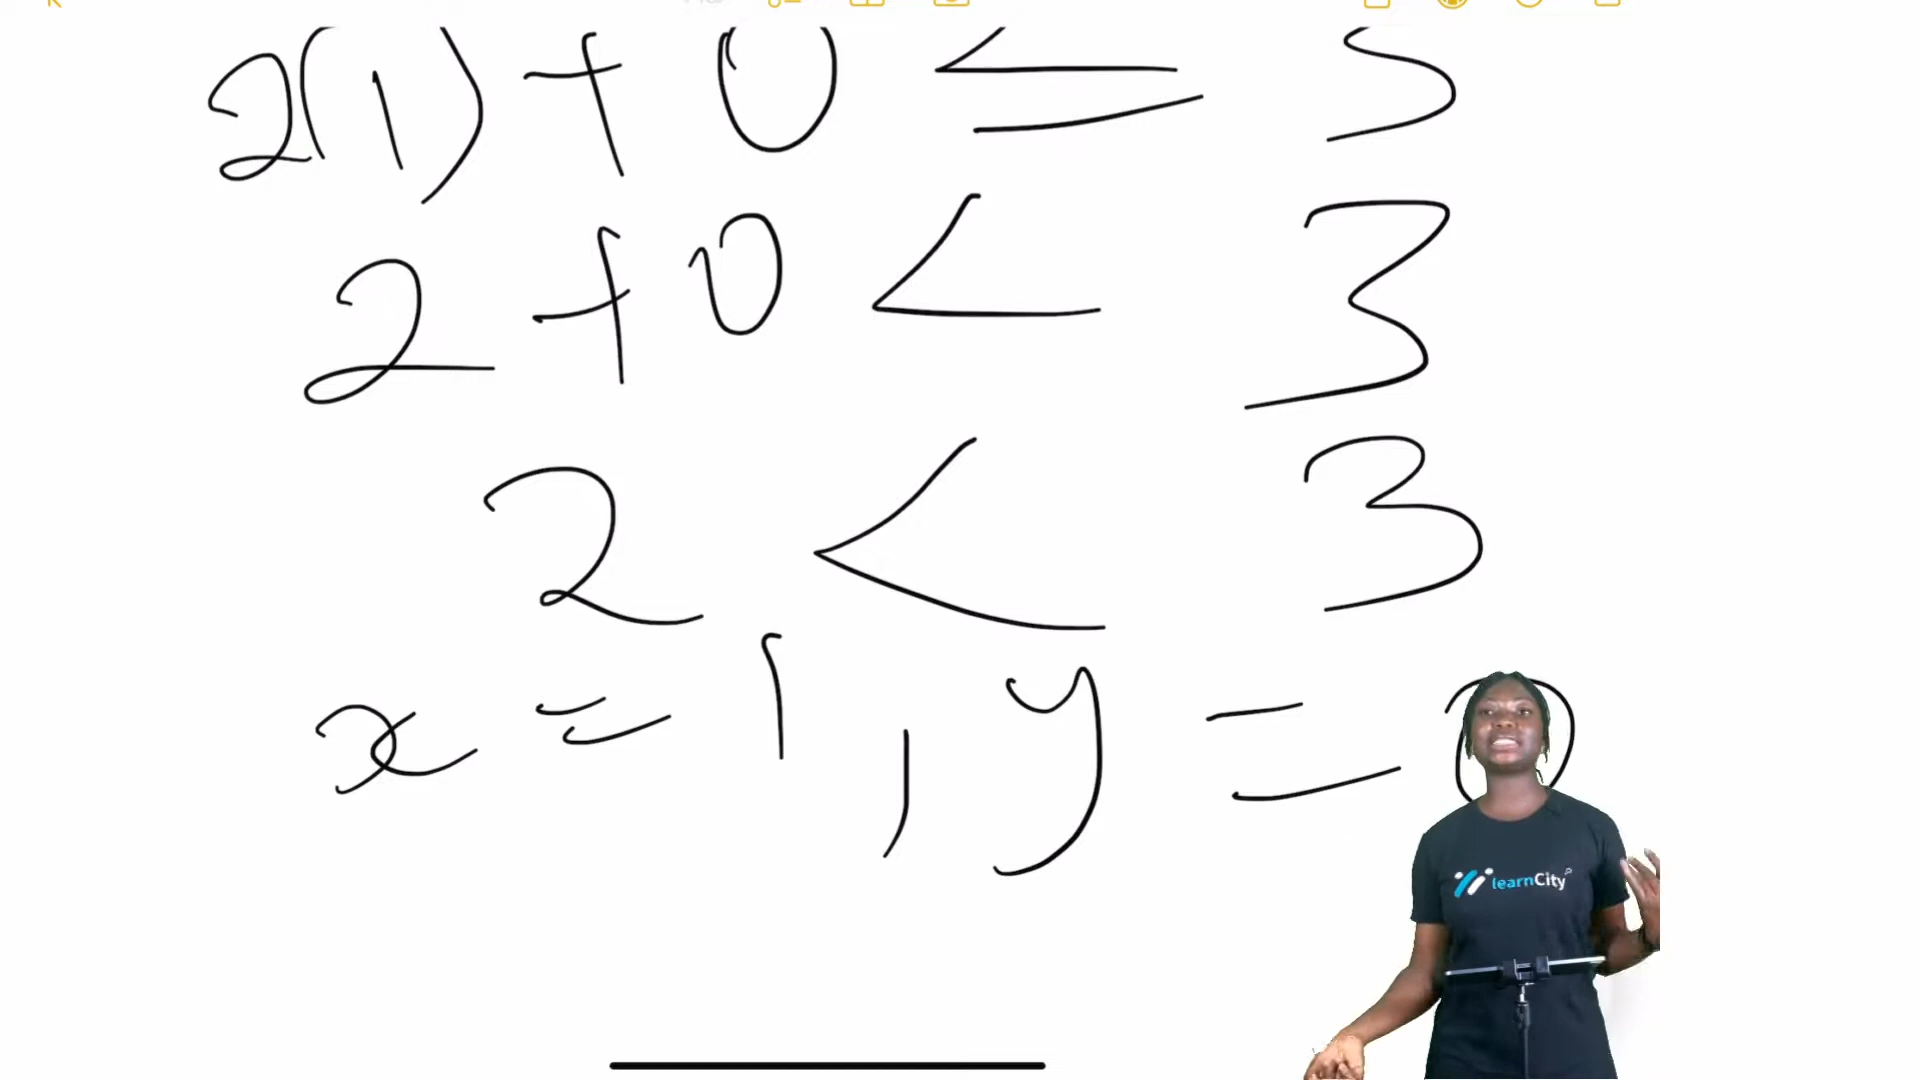 2(1) + 0 ≤ 3
2 + 0 < 3
2 < 3
x = 1, y = 0
learnCity